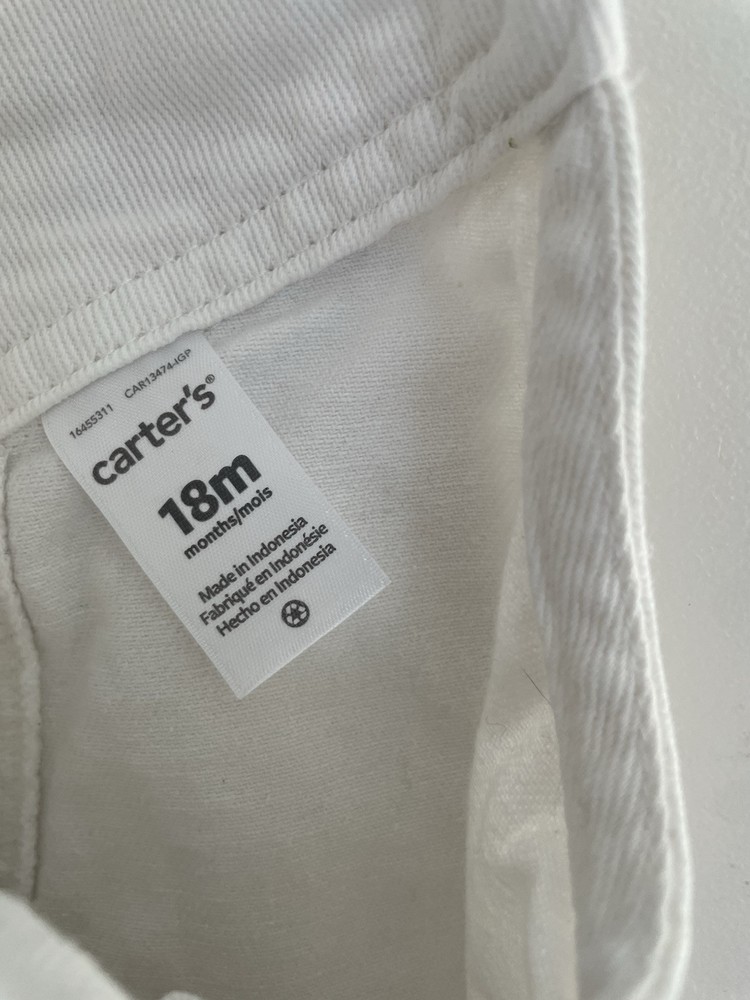 16455311 CAR13474-IGP
carter's®
18m
months/mois
Made in Indonesia
Fabriqué en Indonésie
Hecho en Indonesia